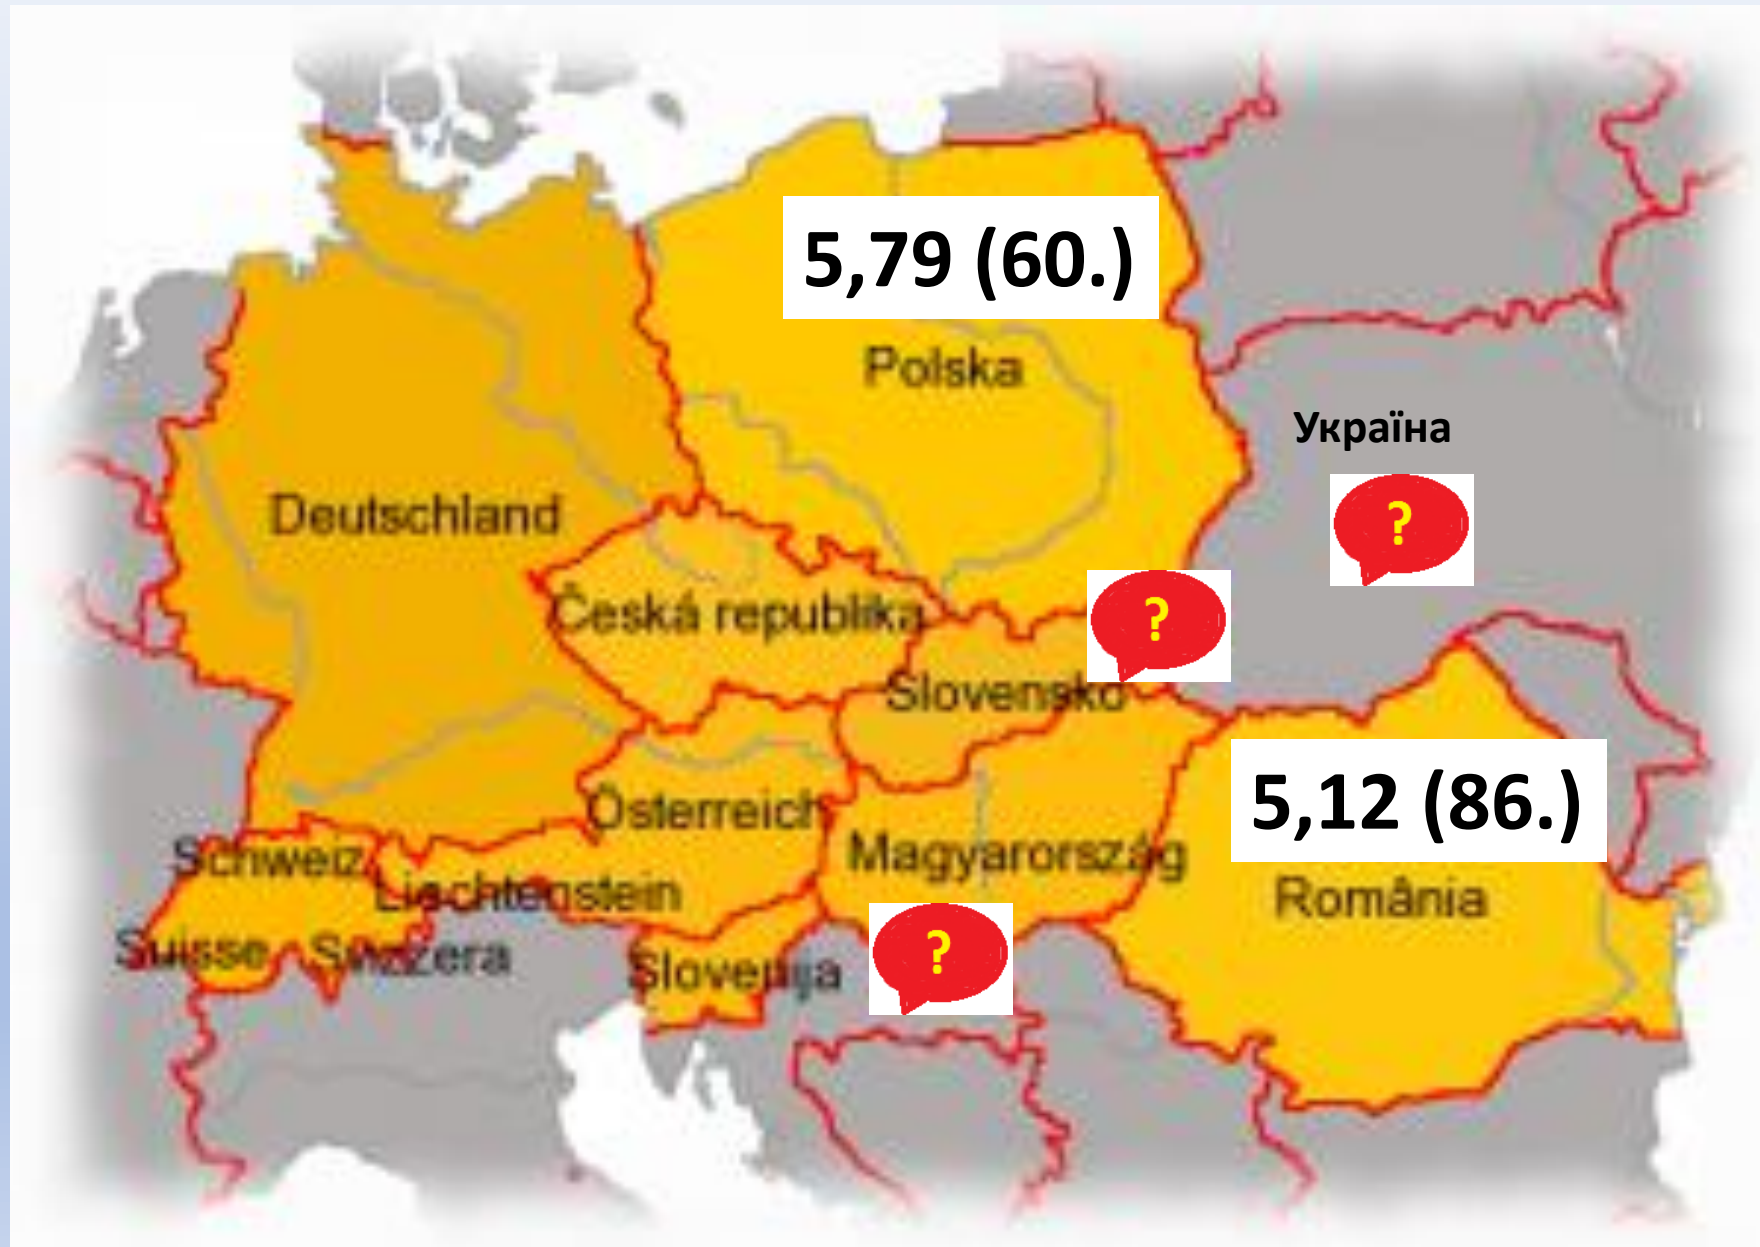 5,79 (60.)
Polska
Україна
?
Deutschland
?
Česká republika
Slovensko
5,12 (86.)
Österreich
Magyarország
Schweiz
Liechtenstein
România
?
Suisse Svizzera
Slovenija